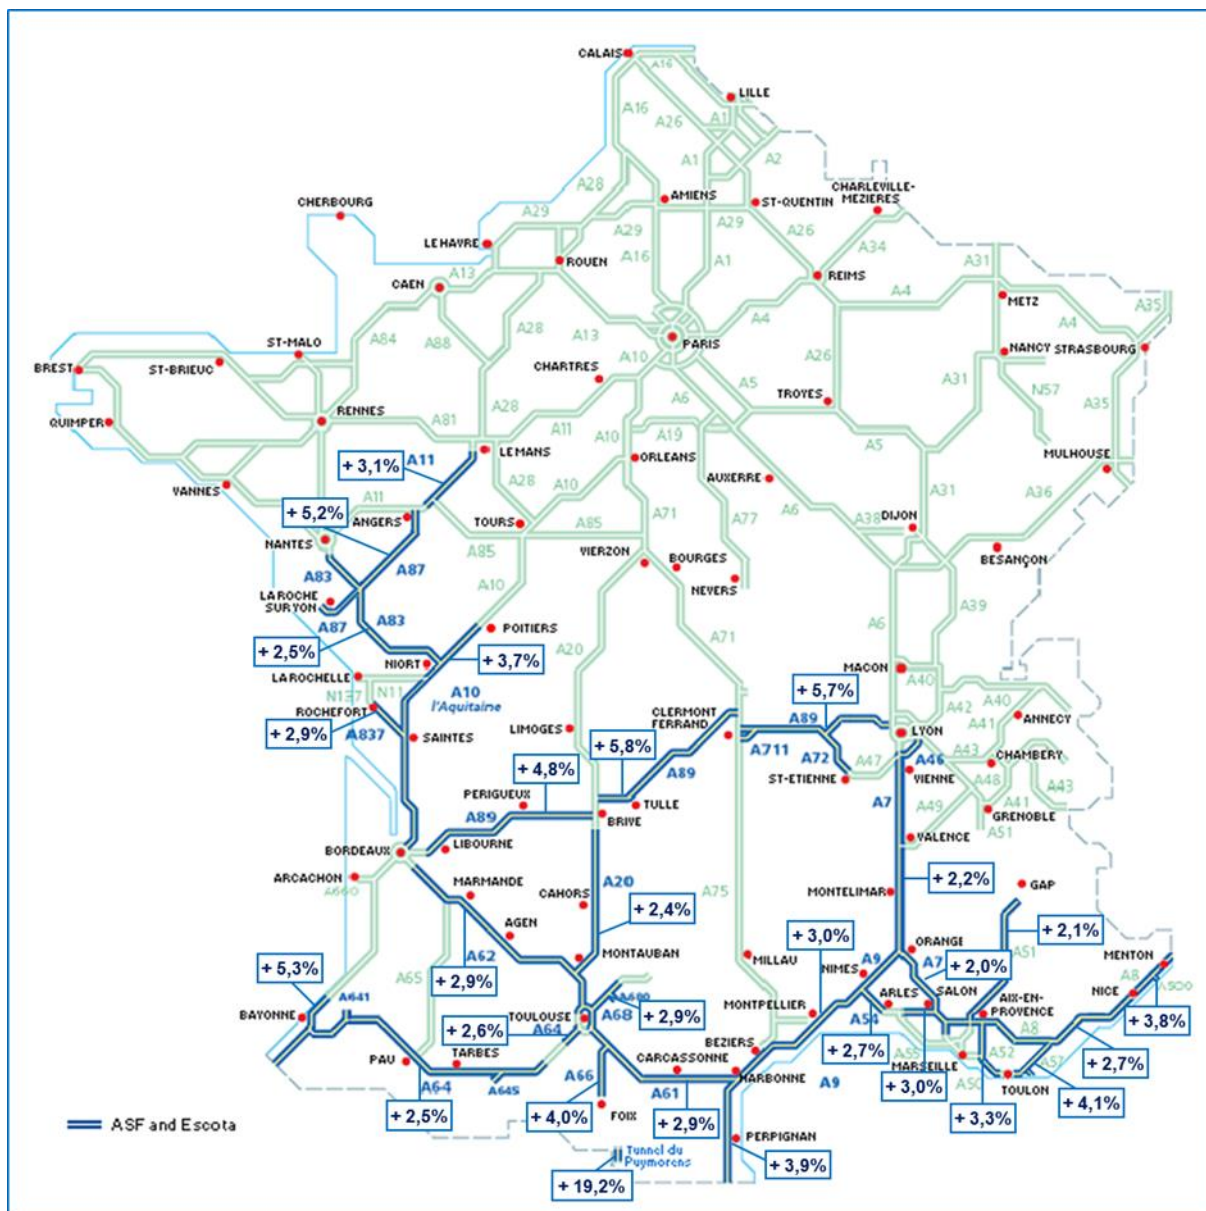 CALAIS
A16
LILLE
A16
A26
A1
A1
A2
A28
AMIENS
ST-QUENTIN
CHARLEVILLE-
MEZIERES
CHERBOURG
A29
A29
A29
A26
A34
LE HAVRE
ROUEN
A16
A1
REIMS
A31
A13
CAEN
METZ
A4
A35
A84
A88
A28
A13
A4
A4
ST-MALO
PARIS
A26
NANCY
STRASBOURG
BREST
ST-BRIEUC
A10
CHARTRES
A5
A31
N57
A6
TROYES
A35
QUIMPER
RENNES
A81
A28
A11
A10
A19
A5
LE MANS
ORLEANS
MULHOUSE
+ 3,1%
A11
AUXERRE
VANNES
A28
A10
A31
A36
A11
+ 5,2%
ANGERS
TOURS
A85
A71
A77
A6
A38
DIJON
NANTES
A85
VIERZON
BOURGES
BESANÇON
A83
A87
A10
NEVERS
LA ROCHE
SUR YON
A39
A87
A83
POITIERS
A20
A71
A6
+ 2,5%
NIORT
+ 3,7%
MACON
LA ROCHELLE
N137
N11
A10
l'Aquitaine
+ 5,7%
A40
A40
ROCHEFORT
CLERMONT
FERRAND
A89
A42
A41
ANNECY
+ 2,9%
A837
SAINTES
LIMOGES
LYON
+ 5,8%
A711
A72
A47
A46
A43
CHAMBERY
+ 4,8%
A89
ST-ETIENNE
VIENNE
A48
A43
PERIGUEUX
TULLE
A7
A49
A41
GRENOBLE
A89
BRIVE
A51
BORDEAUX
LIBOURNE
VALENCE
ARCACHON
A660
MARMANDE
CAHORS
A20
A75
MONTELIMAR
+ 2,2%
GAP
AGEN
+ 2,4%
+ 2,1%
A62
MONTAUBAN
MILLAU
+ 3,0%
ORANGE
A51
MENTON
+ 5,3%
A65
+ 2,9%
NIMES
A9
A7
+ 2,0%
A8
A500
A641
A680
ARLES
SALON
AIX-EN-
PROVENCE
NICE
BAYONNE
TOULOUSE
A68
+ 2,9%
MONTPELLIER
A54
A8
+ 3,8%
+ 2,6%
A64
BEZIERS
+ 2,7%
A55
MARSEILLE
A52
A57
+ 2,7%
PAU
TARBES
CARCASSONNE
NARBONNE
A9
+ 3,0%
A50
TOULON
A64
A645
A66
A61
+ 4,1%
+ 2,5%
+ 4,0%
FOIX
+ 2,9%
+ 3,3%
ASF and Escota
PERPIGNAN
Tunnel du
Puymorens
+ 3,9%
+ 19,2%